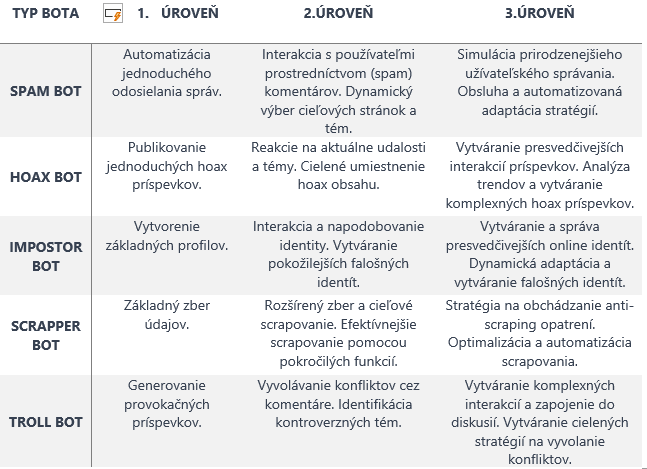 TYP BOTA 1. ÚROVEŇ 2.ÚROVEŇ 3.ÚROVEŇ
SPAM BOT
Automatizácia
jednoduchého
odosielania správ.
Interakcia s používateľmi
prostredníctvom (spam)
komentárov. Dynamický
výber cieľových stránok a
tém.
Simulácia prirodzenejšieho
užívateľského správania.
Obsluha a automatizovaná
adaptácia stratégií.
HOAX BOT
Publikovanie
jednoduchých hoax
príspevkov.
Reakcie na aktuálne udalosti
a témy. Cielené umiestnenie
hoax obsahu.
Vytváranie presvedčivejších
interakcií príspevkov. Analýza
trendov a vytváranie
komplexných hoax príspevkov.
IMPOSTOR
BOT
Vytvorenie
základných profilov.
Interakcia a napodobovanie
identity. Vytváranie
pokožilejších falošných
identít.
Vytváranie a správa
presvedčivejších online identít.
Dynamická adaptácia a
vytváranie falošných identít.
SCRAPPER
BOT
Základný zber
údajov.
Rozšírený zber a cieľové
scrapovanie. Efektívnejšie
scrapovanie pomocou
pokročilých funkcií.
Stratégia na obchádzanie anti-
scraping opatrení.
Optimalizácia a automatizácia
scrapovania.
TROLL BOT
Generovanie
provokačných
príspevkov.
Vyvolávanie konfliktov cez
komentáre. Identifikácia
kontroverzných tém.
Vytváranie komplexných
interakcií a zapojenie do
diskusií. Vytváranie cielených
stratégií na vyvolanie
konfliktov.